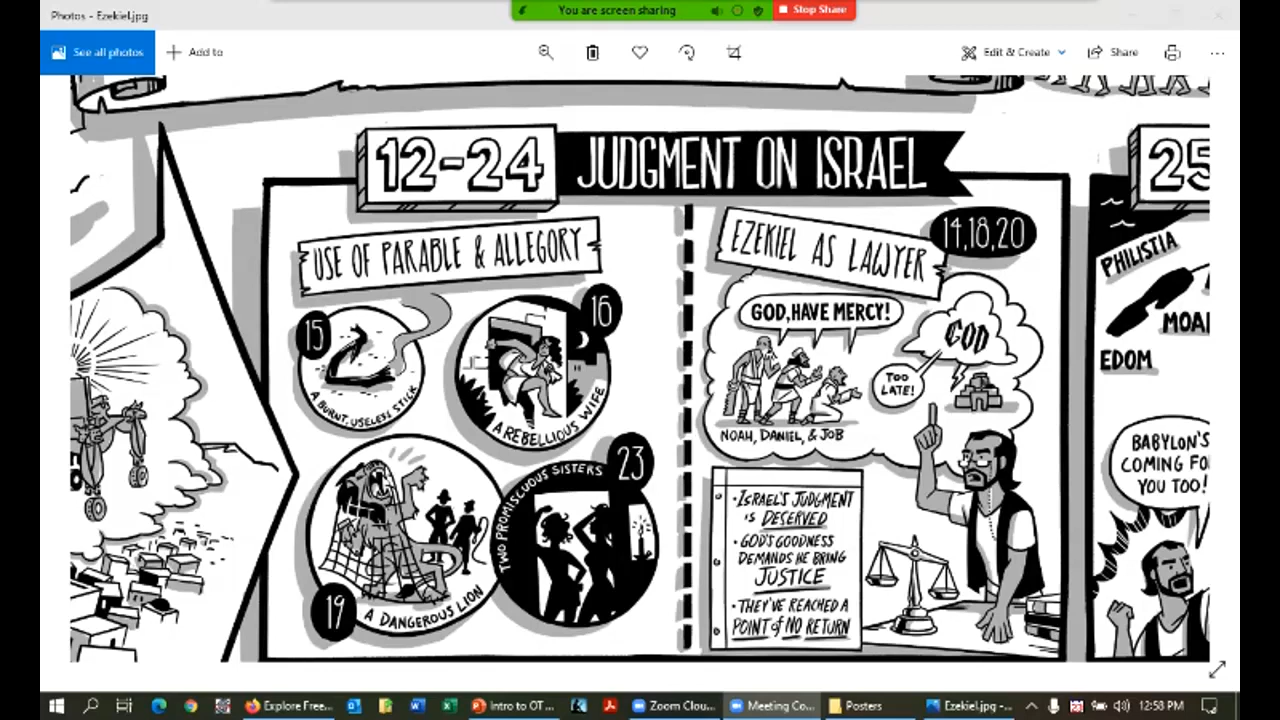 Photos - Ezekiel.jpg
You are screen sharing
Stop Share
See all photos
Add to
Edit & Create
Share
12-24
JUDGMENT ON ISRAEL
25
USE OF PARABLE & ALLEGORY
15
A BURNT, USELESS STICK
16
A REBELLIOUS WIFE
19
A DANGEROUS LION
TWO PROMISCUOUS SISTERS
23
EZEKIEL AS LAWYER
14,18,20
GOD, HAVE MERCY!
GOD
TOO
LATE!
NOAH, DANIEL, & JOB
•ISRAEL'S JUDGMENT
IS DESERVED
•GOD'S GOODNESS
DEMANDS HE BRING
JUSTICE
•THEY'VE REACHED A
POINT of NO RETURN
PHILISTIA
MOA
EDOM
BABYLON'S
COMING FO
YOU TOO!
Explore Free...
Intro to OT ...
Zoom Clou...
Meeting Co...
Posters
Ezekiel.jpg -...
12:58 PM